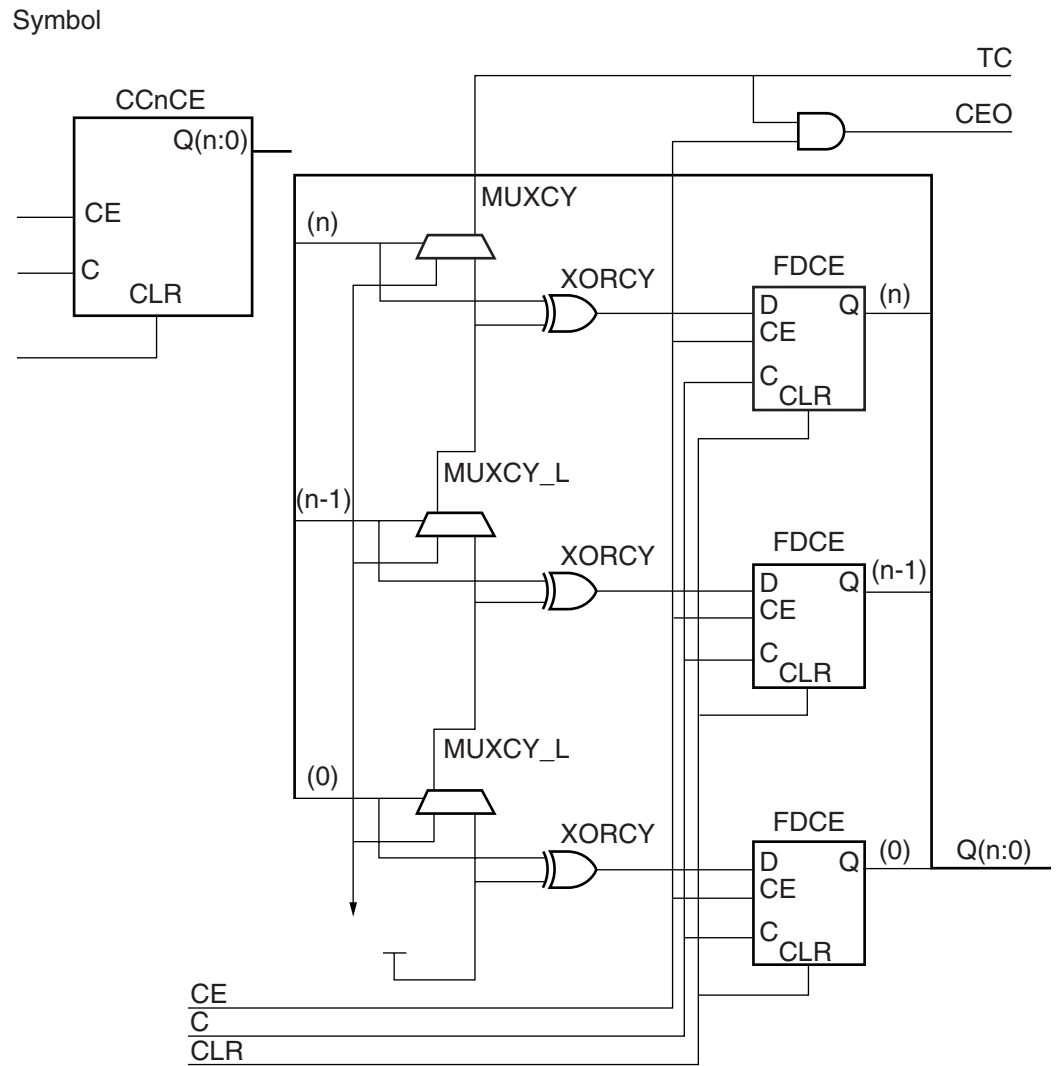 Symbol
TC
CCnCE
CEO
Q(n:0)
MUXCY
CE
(n)
C
XORCY
FDCE
CLR
D
Q
(n)
CE
C
CLR
MUXCY_L
(n-1)
XORCY
FDCE
D
Q
(n-1)
CE
C
CLR
MUXCY_L
(0)
XORCY
FDCE
D
Q
(0)
Q(n:0)
CE
C
CLR
CE
C
CLR